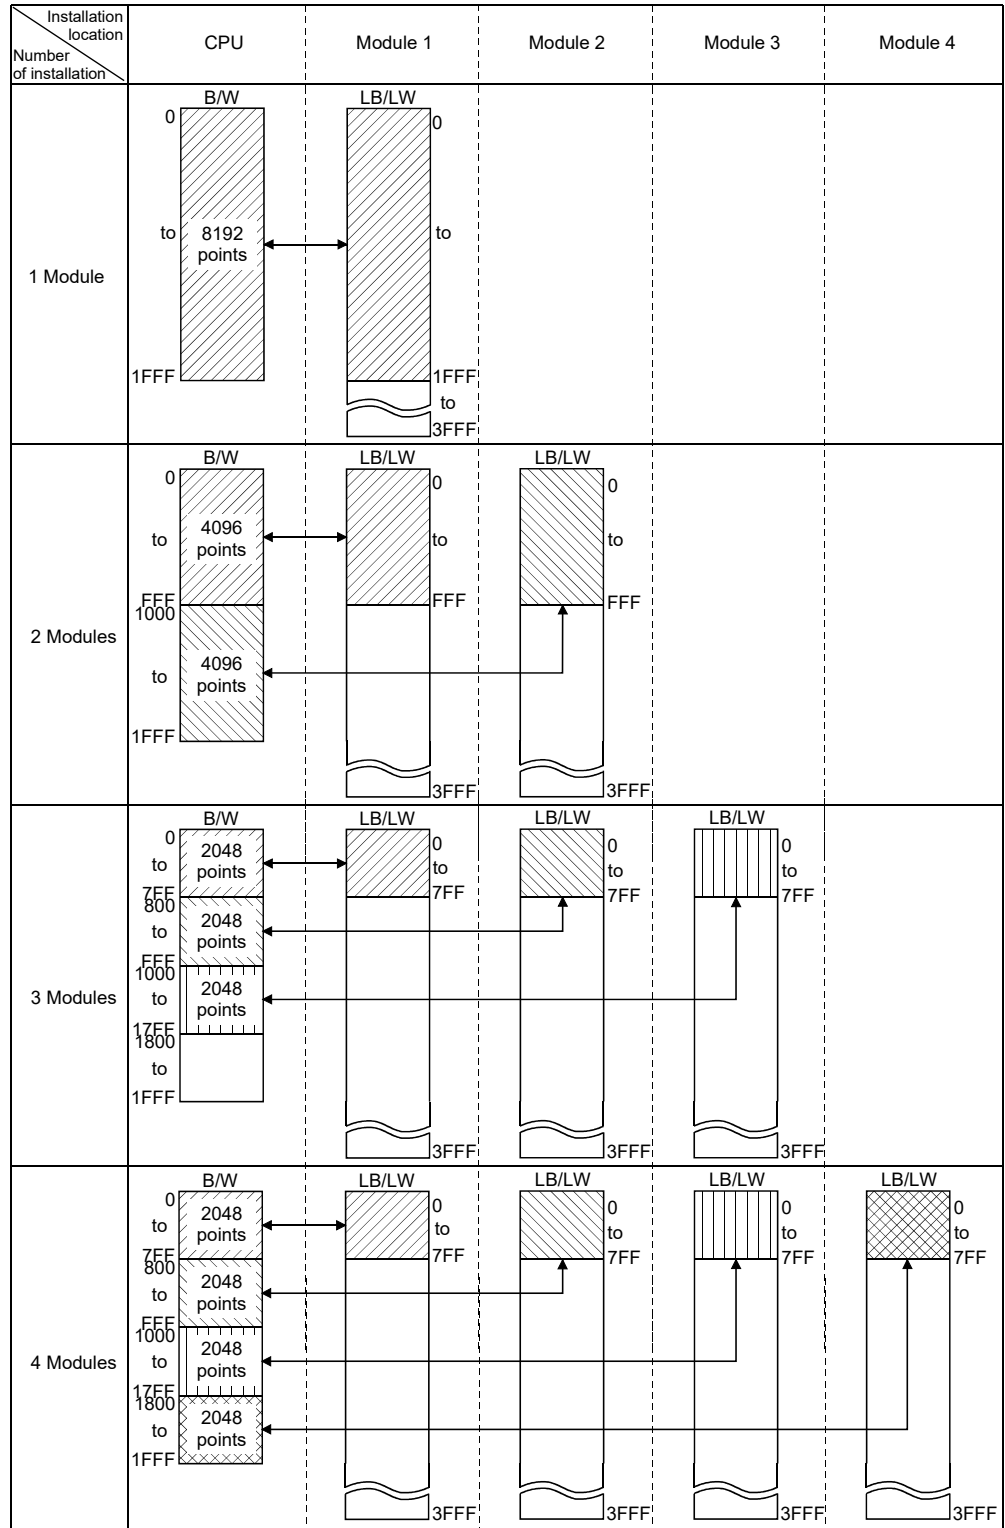 Installation
location
Number
of installation
CPU
Module 1
Module 2
Module 3
Module 4
1 Module
B/W
LB/LW
0
0
to
8192
points
to
1FFF
1FFF
to
3FFF
2 Modules
B/W
LB/LW
LB/LW
0
0
0
to
4096
points
to
to
FFF
FFF
FFF
1000
to
4096
points
1FFF
3FFF
3FFF
3 Modules
B/W
LB/LW
LB/LW
LB/LW
0
0
0
0
to
2048
points
to
to
to
7FF
7FF
7FF
7FF
800
to
2048
points
FFF
1000
to
2048
points
17FF
1800
to
1FFF
3FFF
3FFF
3FFF
4 Modules
B/W
LB/LW
LB/LW
LB/LW
LB/LW
0
0
0
0
0
to
2048
points
to
to
to
to
7FF
7FF
7FF
7FF
7FF
800
to
2048
points
FFF
1000
to
2048
points
17FF
1800
to
2048
points
1FFF
3FFF
3FFF
3FFF
3FFF